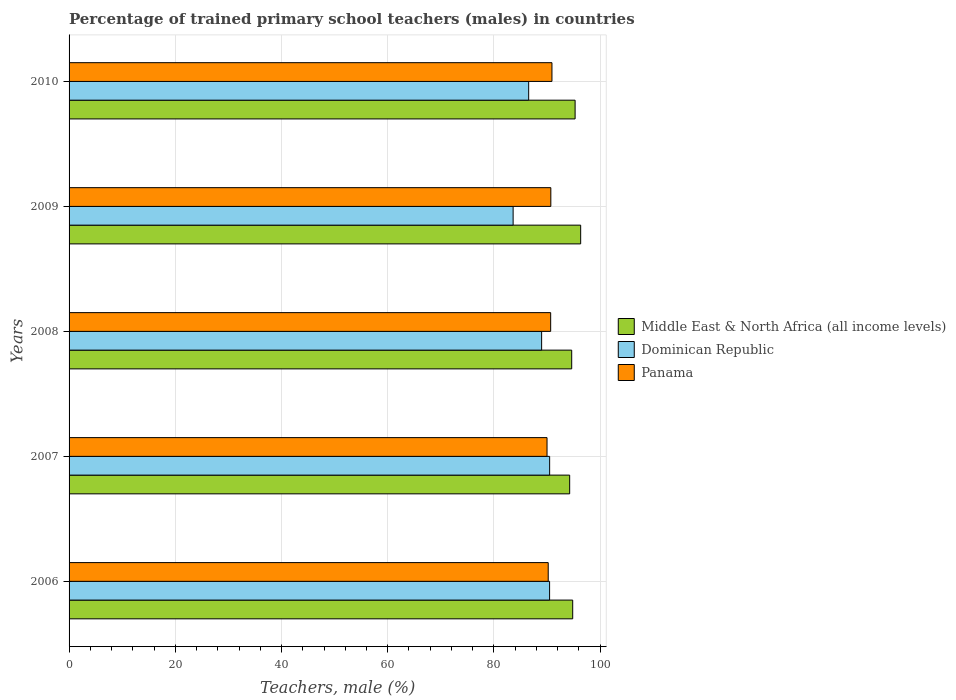 Percentage of trained primary school teachers (males) in countries
2010
2009
2008
2007
2006
Years
0
20
40
60
80
100
Teachers, male (%)
Middle East & North Africa (all income levels)
Dominican Republic
Panama